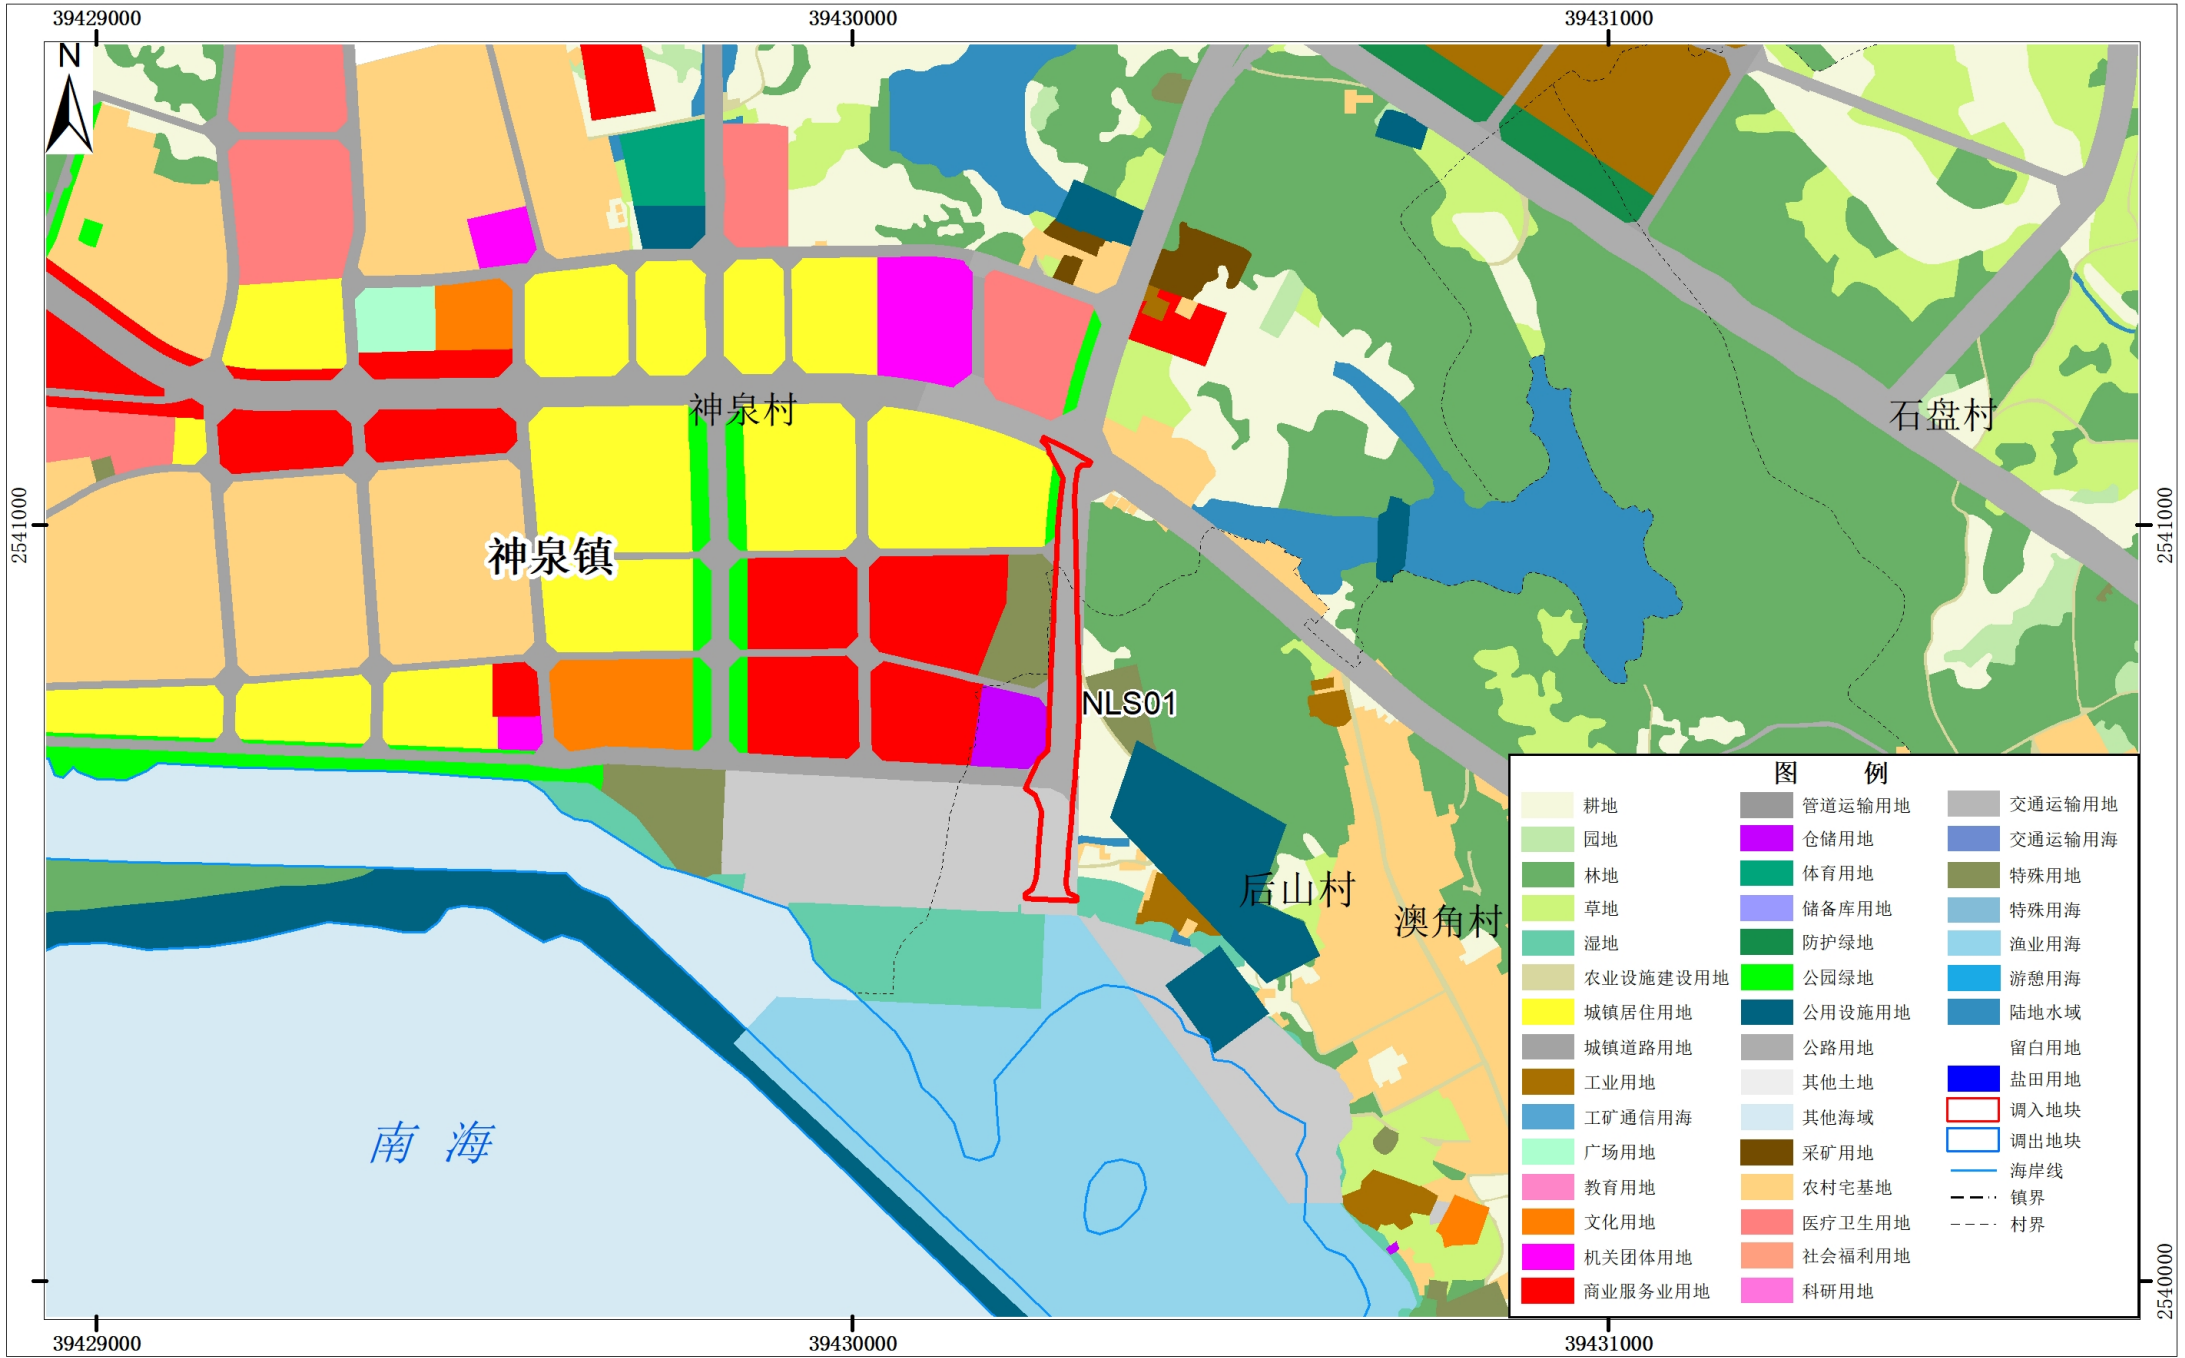 39429000
39430000
39431000
N
神泉村
石盘村
2541000
2541000
神泉镇
NLS01
后山村
澳角村
南 海
图 例
耕地
园地
林地
草地
湿地
农业设施建设用地
城镇居住用地
城镇道路用地
工业用地
工矿通信用海
广场用地
教育用地
文化用地
机关团体用地
商业服务业用地
管道运输用地
仓储用地
体育用地
储备库用地
防护绿地
公园绿地
公用设施用地
公路用地
其他土地
其他海域
采矿用地
农村宅基地
医疗卫生用地
社会福利用地
科研用地
交通运输用地
交通运输用海
特殊用地
特殊用海
渔业用海
游憩用海
陆地水域
留白用地
盐田用地
调入地块
调出地块
海岸线
镇界
村界
2540000
39429000
39430000
39431000